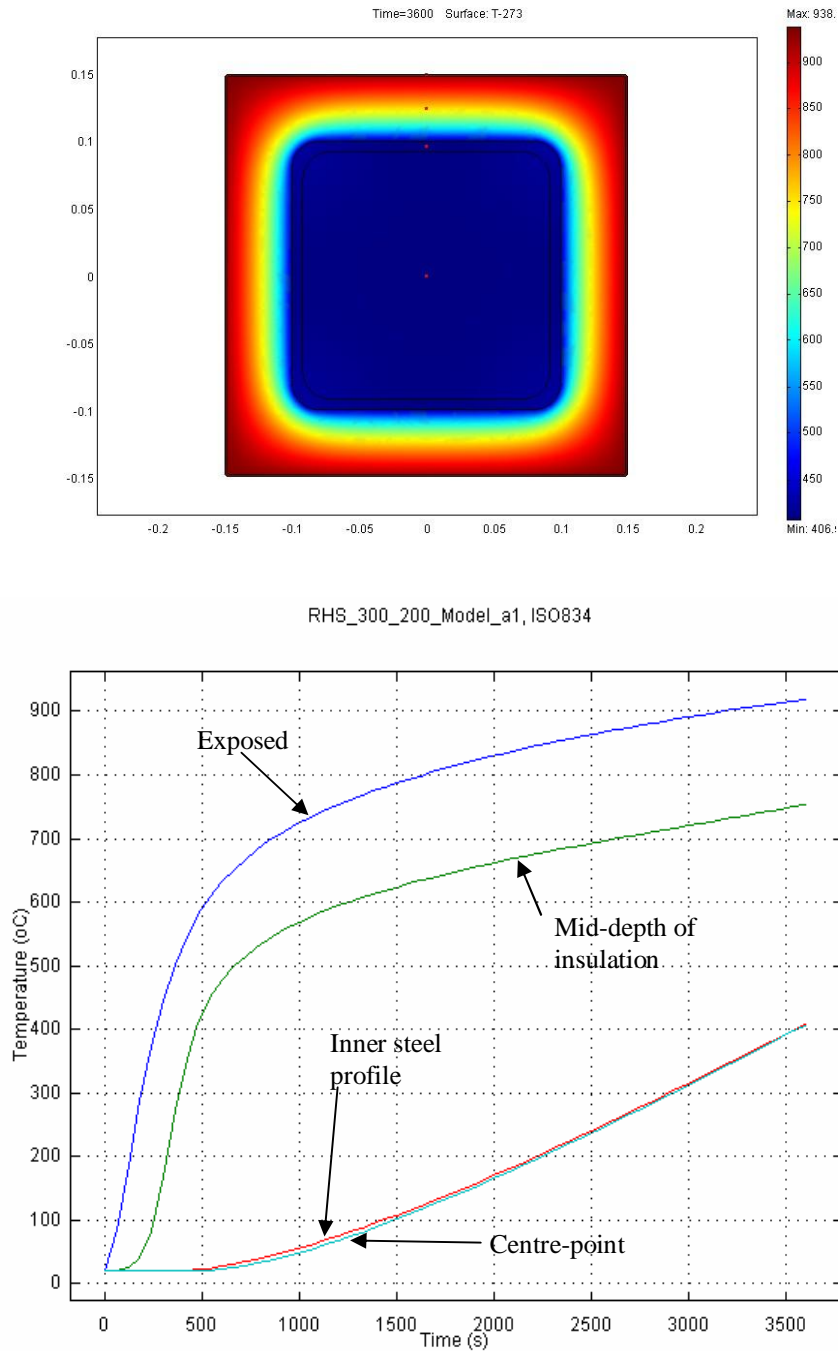 Time=3600 Surface: T-273
Max: 938.
0.15
0.1
0.05
0
-0.05
-0.1
-0.15
-0.2 -0.15 -0.1 -0.05 0 0.05 0.1 0.15 0.2
900
850
800
750
700
650
600
550
500
450
Min: 406.
RHS_300_200_Model_a1, ISO834
Temperature (oC)
900
800
700
600
500
400
300
200
100
0
Exposed
Mid-depth of
insulation
Inner steel
profile
Centre-point
0 500 1000 1500 2000 2500 3000 3500
Time (s)